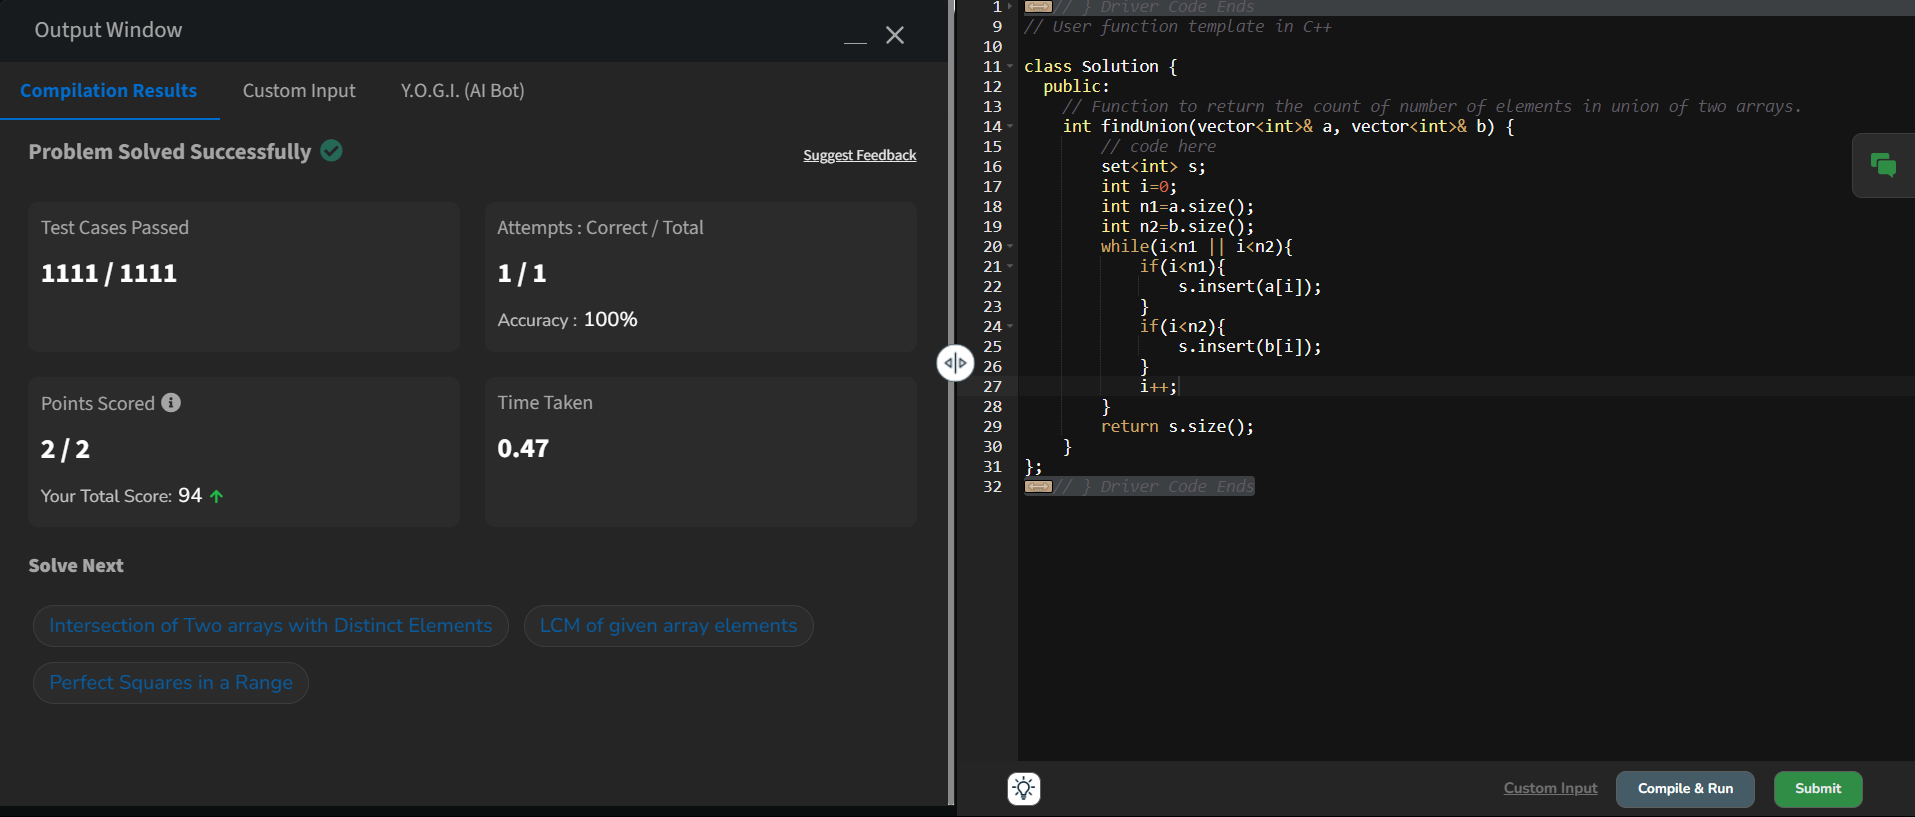 Output Window
Compilation Results Custom Input Y.O.G.I. (AI Bot)
Problem Solved Successfully
Suggest Feedback
Test Cases Passed
1111 / 1111
Attempts : Correct / Total
1 / 1
Accuracy : 100%
Points Scored
2 / 2
Your Total Score: 94
Time Taken
0.47
Solve Next
Intersection of Two arrays with Distinct Elements
LCM of given array elements
Perfect Squares in a Range
1 // } Driver Code Ends
9 // User function template in C++
10
11 class Solution {
12   public:
13     // Function to return the count of number of elements in union of two arrays.
14     int findUnion(vector<int>& a, vector<int>& b) {
15         // code here
16         set<int> s;
17         int i=0;
18         int n1=a.size();
19         int n2=b.size();
20         while(i<n1 || i<n2){
21             if(i<n1){
22                 s.insert(a[i]);
23             }
24             if(i<n2){
25                 s.insert(b[i]);
26             }
27             i++;
28         }
29         return s.size();
30     }
31 };
32 // } Driver Code Ends
Custom Input
Compile & Run
Submit